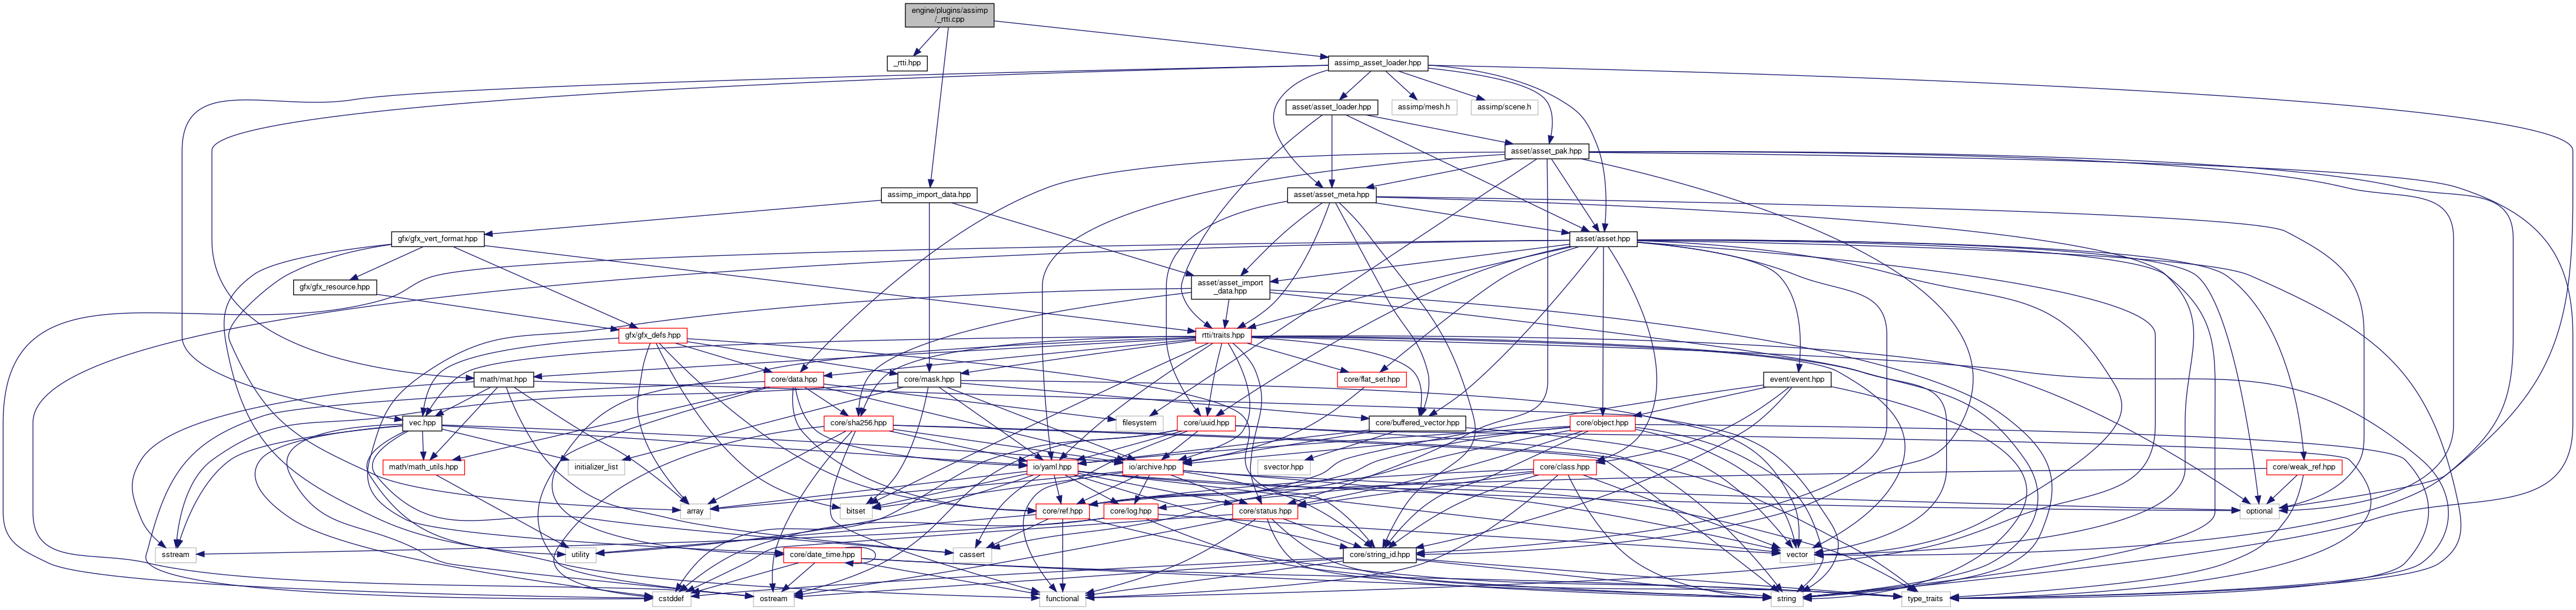 engine/plugins/assimp
/_rtti.cpp
_rtti.hpp
assimp_asset_loader.hpp
asset/asset_loader.hpp
assimp/mesh.h
assimp/scene.h
asset/asset_pak.hpp
assimp_import_data.hpp
asset/asset_meta.hpp
gfx/gfx_vert_format.hpp
asset/asset.hpp
gfx/gfx_resource.hpp
asset/asset_import
_data.hpp
gfx/gfx_defs.hpp
rtti/traits.hpp
math/mat.hpp
core/data.hpp
core/mask.hpp
core/flat_set.hpp
event/event.hpp
vec.hpp
core/sha256.hpp
filesystem
core/uuid.hpp
core/buffered_vector.hpp
core/object.hpp
math/math_utils.hpp
initializer_list
io/yaml.hpp
io/archive.hpp
svector.hpp
core/class.hpp
core/weak_ref.hpp
array
bitset
core/ref.hpp
core/log.hpp
core/status.hpp
optional
sstream
utility
core/date_time.hpp
cassert
core/string_id.hpp
vector
cstddef
ostream
functional
string
type_traits